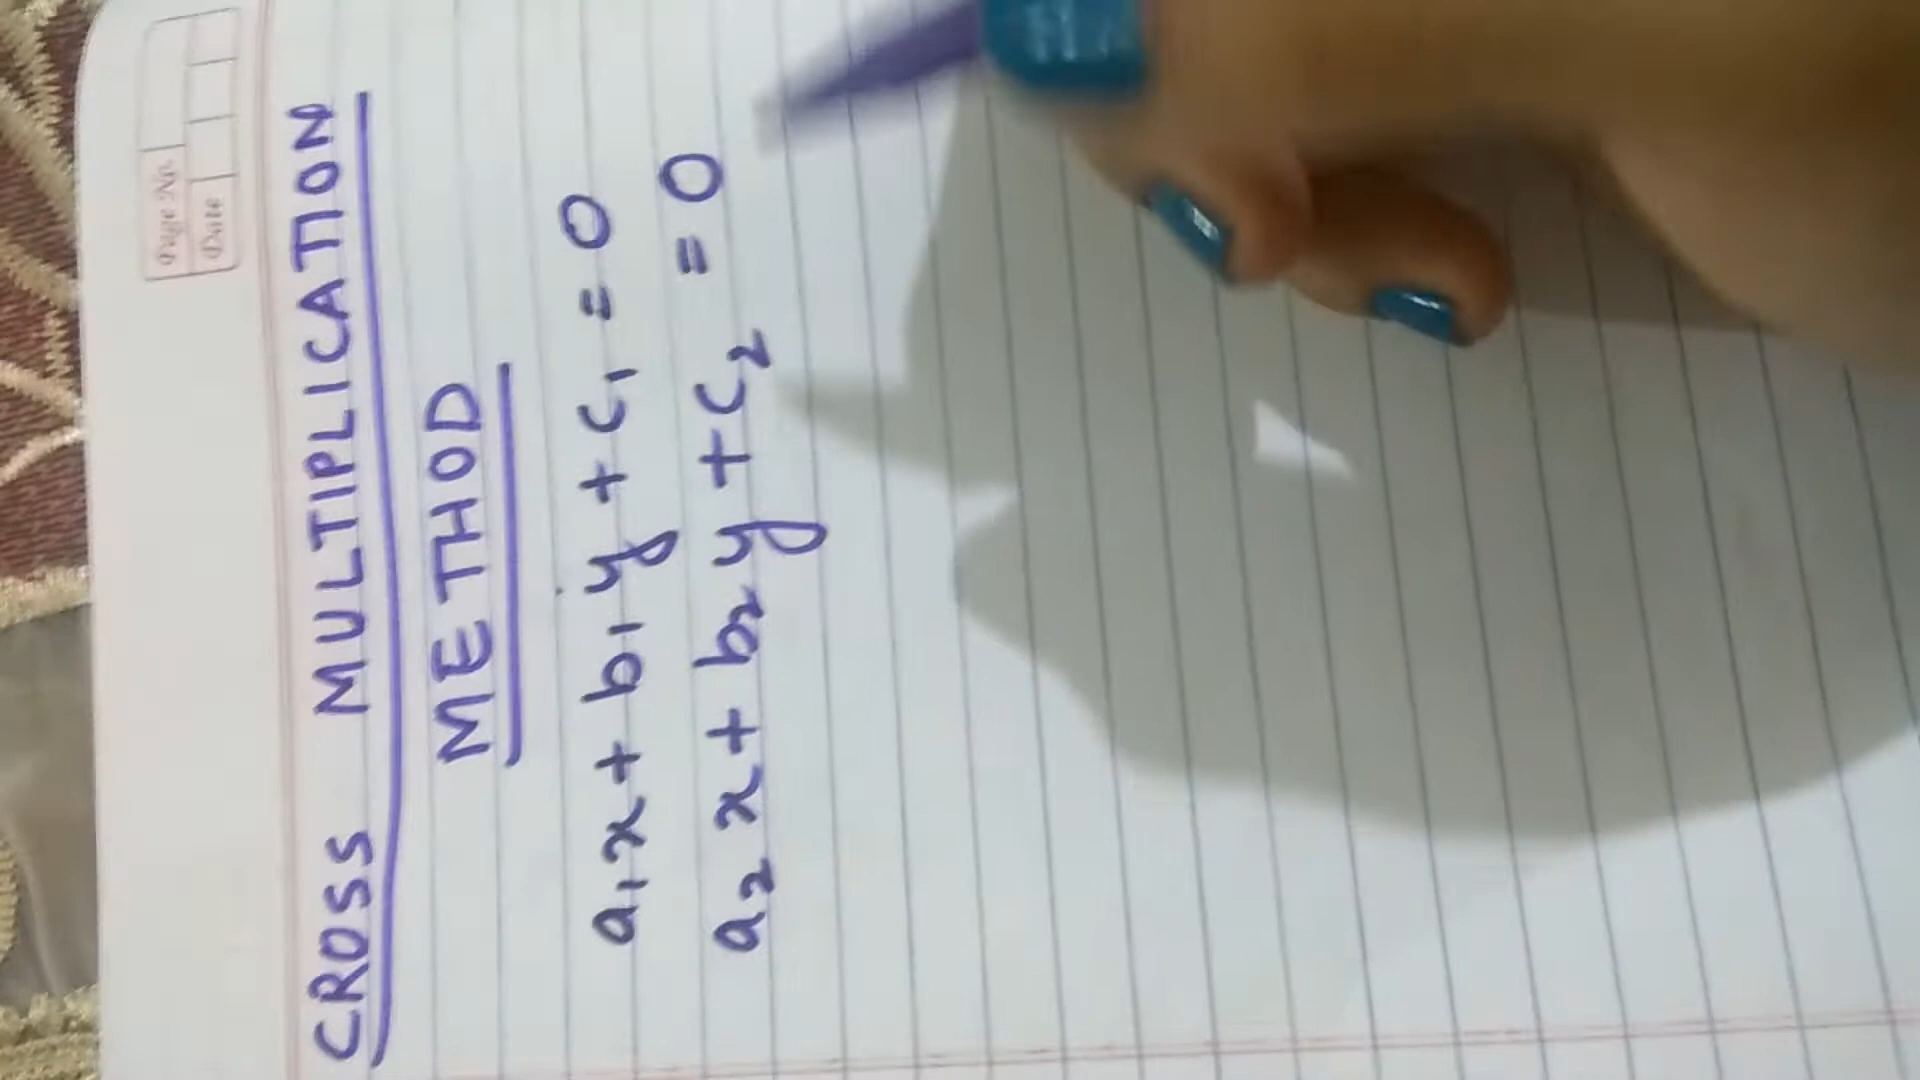 Page No.
Date
CROSS MULTIPLICATION
METHOD
a₁x + b₁y + c₁ = 0
a₂x + b₂y + c₂ = 0